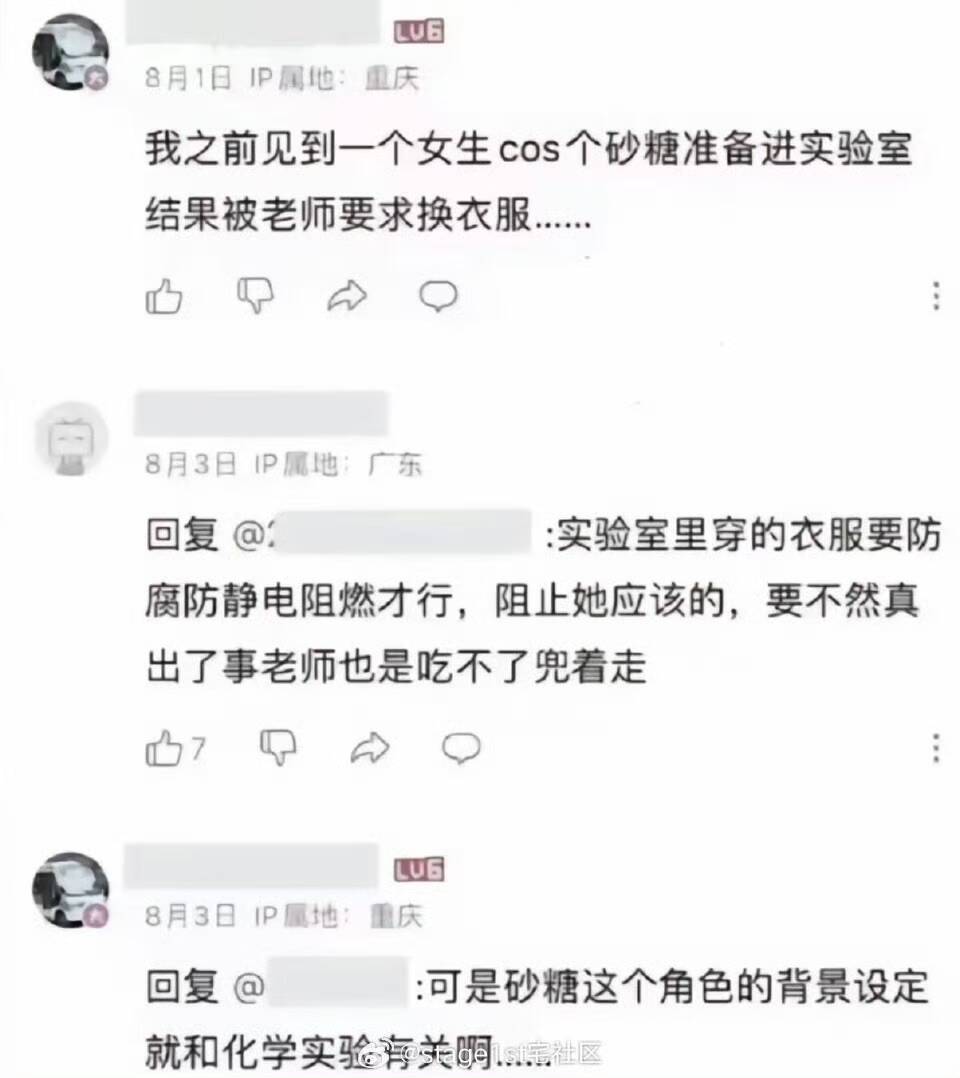 LV6
8月1日 IP属地：重庆
我之前见到一个女生cos个砂糖准备进实验室
结果被老师要求换衣服……
8月3日 IP属地：广东
回复 @2 :实验室里穿的衣服要防
腐防静电阻燃才行，阻止她应该的，要不然真
出了事老师也是吃不了兜着走
7
LV6
8月3日 IP属地：重庆
回复 @ :可是砂糖这个角色的背景设定
就和化学实验有关啊……
@stage1st宅社区